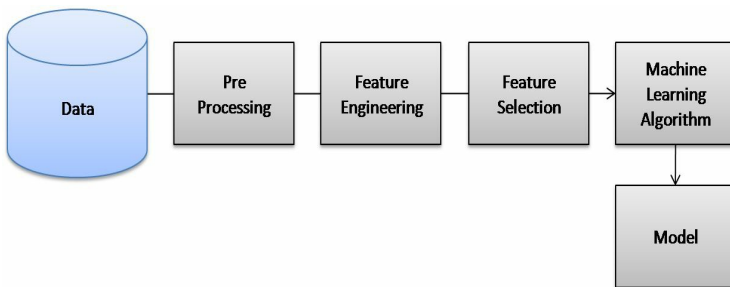 Data
Pre
Processing
Feature
Engineering
Feature
Selection
Machine
Learning
Algorithm
Model